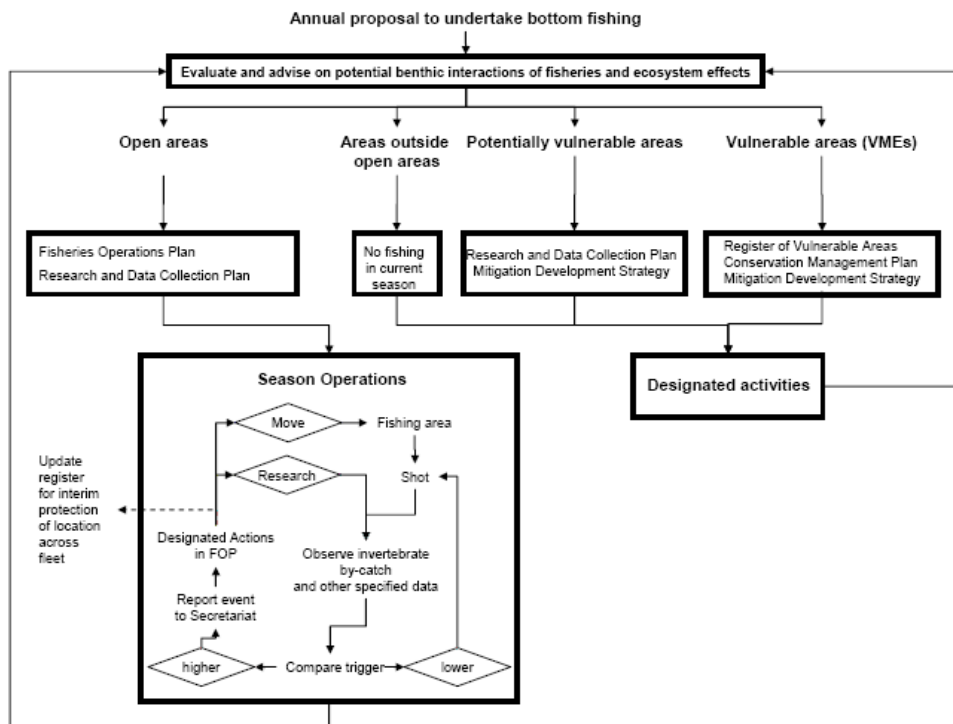 Annual proposal to undertake bottom fishing
Evaluate and advise on potential benthic interactions of fisheries and ecosystem effects
Open areas
Areas outside
open areas
Potentially vulnerable areas
Vulnerable areas (VMEs)
Fisheries Operations Plan
Research and Data Collection Plan
No fishing
in current
season
Research and Data Collection Plan
Mitigation Development Strategy
Register of Vulnerable Areas
Conservation Management Plan
Mitigation Development Strategy
Designated activities
Season Operations
Move
Fishing area
Research
Shot
Update
register
for interim
protection
of location
across
fleet
Designated Actions
in FOP
Observe invertebrate
by-catch
and other specified data
Report event
to Secretariat
higher
Compare trigger
lower